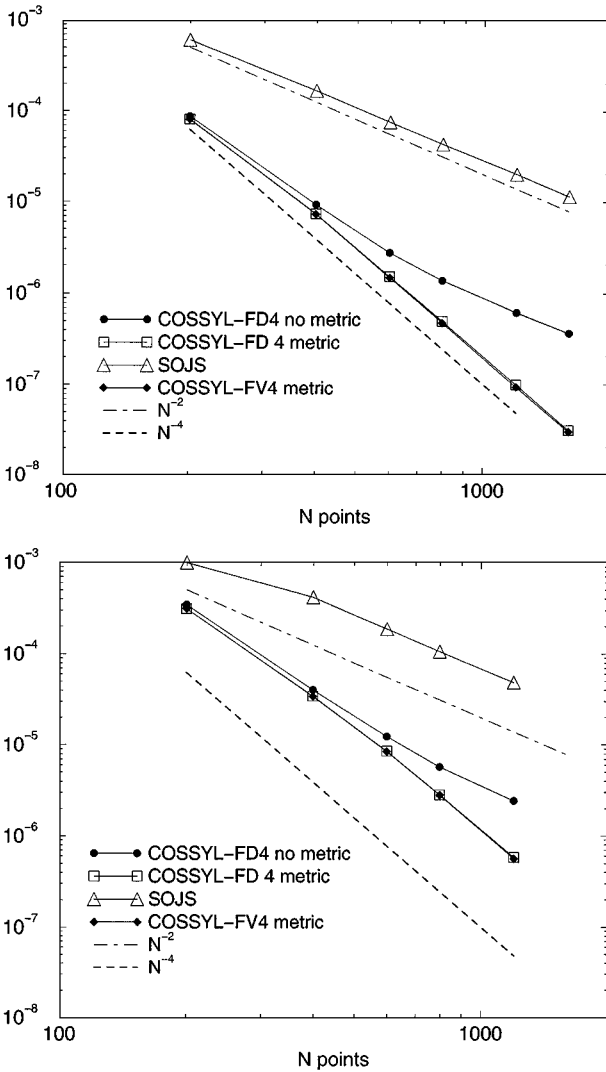 10⁻³
10⁻⁴
10⁻⁵
10⁻⁶
10⁻⁷
10⁻⁸
COSSYL–FD4 no metric
COSSYL–FD 4 metric
SOJS
COSSYL–FV4 metric
N⁻²
N⁻⁴
100
1000
N points
10⁻³
10⁻⁴
10⁻⁵
10⁻⁶
10⁻⁷
10⁻⁸
COSSYL–FD4 no metric
COSSYL–FD 4 metric
SOJS
COSSYL–FV4 metric
N⁻²
N⁻⁴
100
1000
N points